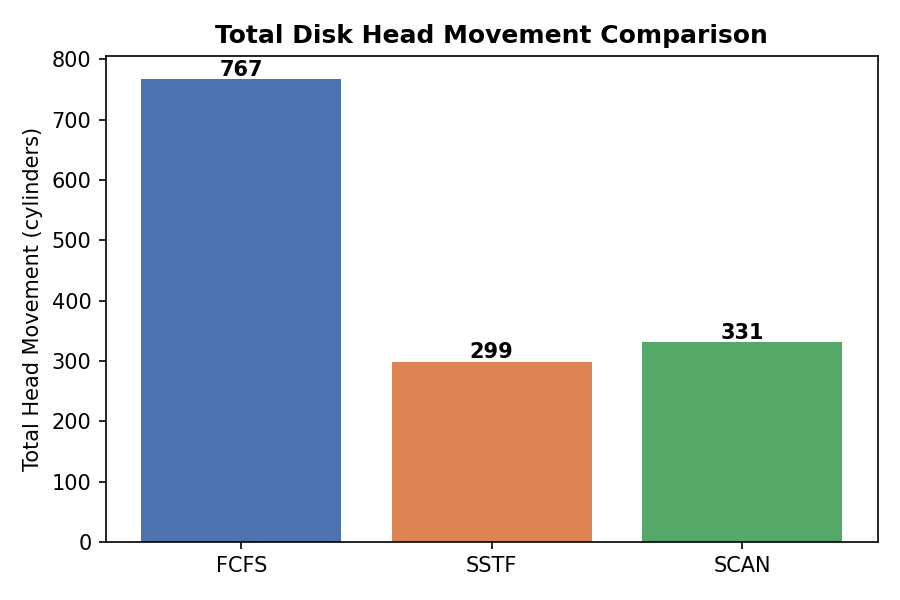 Total Disk Head Movement Comparison
Total Head Movement (cylinders)
800
700
600
500
400
300
200
100
0
767
299
331
FCFS
SSTF
SCAN